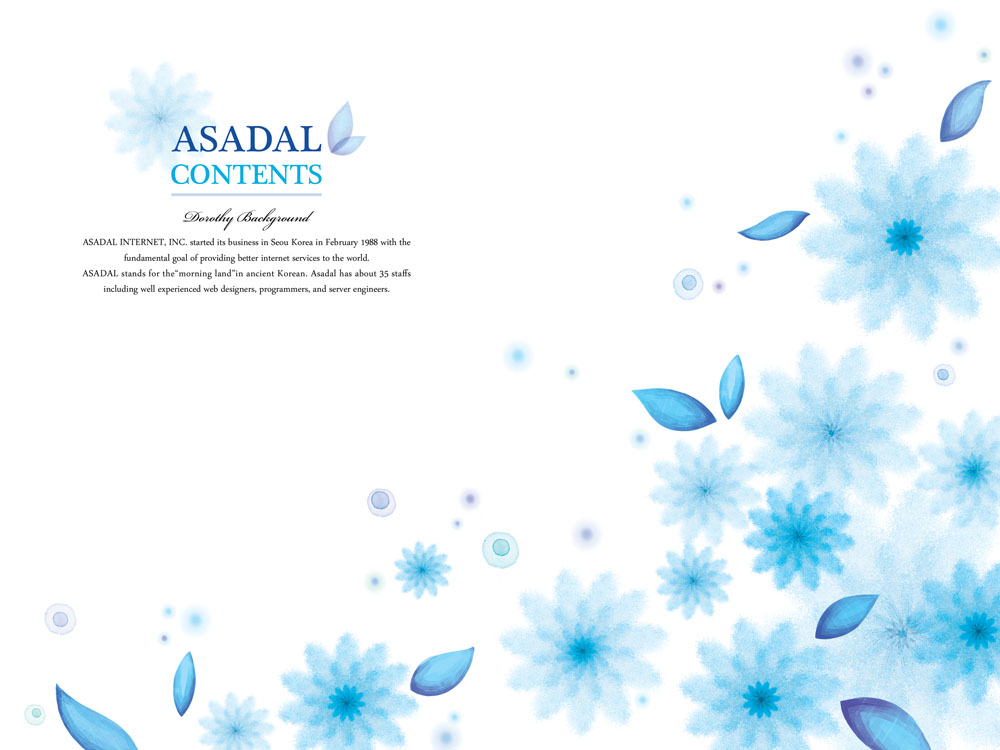 ASADAL
CONTENTS
Dorothy Background
ASADAL INTERNET, INC. started its business in Seou Korea in February 1988 with the
fundamental goal of providing better internet services to the world.
ASADAL stands for the“morning land”in ancient Korean. Asadal has about 35 staffs
including well experienced web designers, programmers, and server engineers.